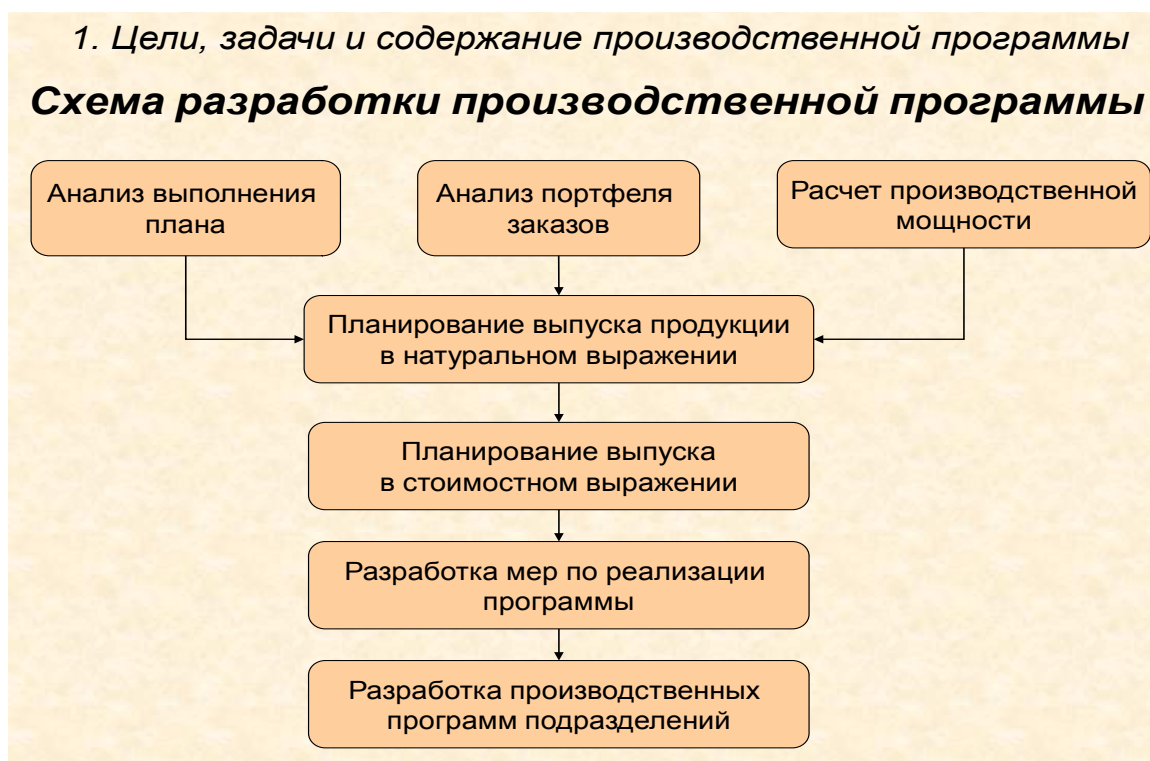 1. Цели, задачи и содержание производственной программы
Схема разработки производственной программы
Анализ выполнения
плана
Анализ портфеля
заказов
Расчет производственной
мощности
Планирование выпуска продукции
в натуральном выражении
Планирование выпуска
в стоимостном выражении
Разработка мер по реализации
программы
Разработка производственных
программ подразделений